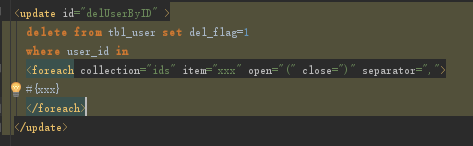 <update id="delUserByID" >
delete from tbl_user set del_flag=1
where user_id in
<foreach collection="ids" item="xxx" open="(" close=")" separator=",">
#{xxx}
</foreach>
</update>